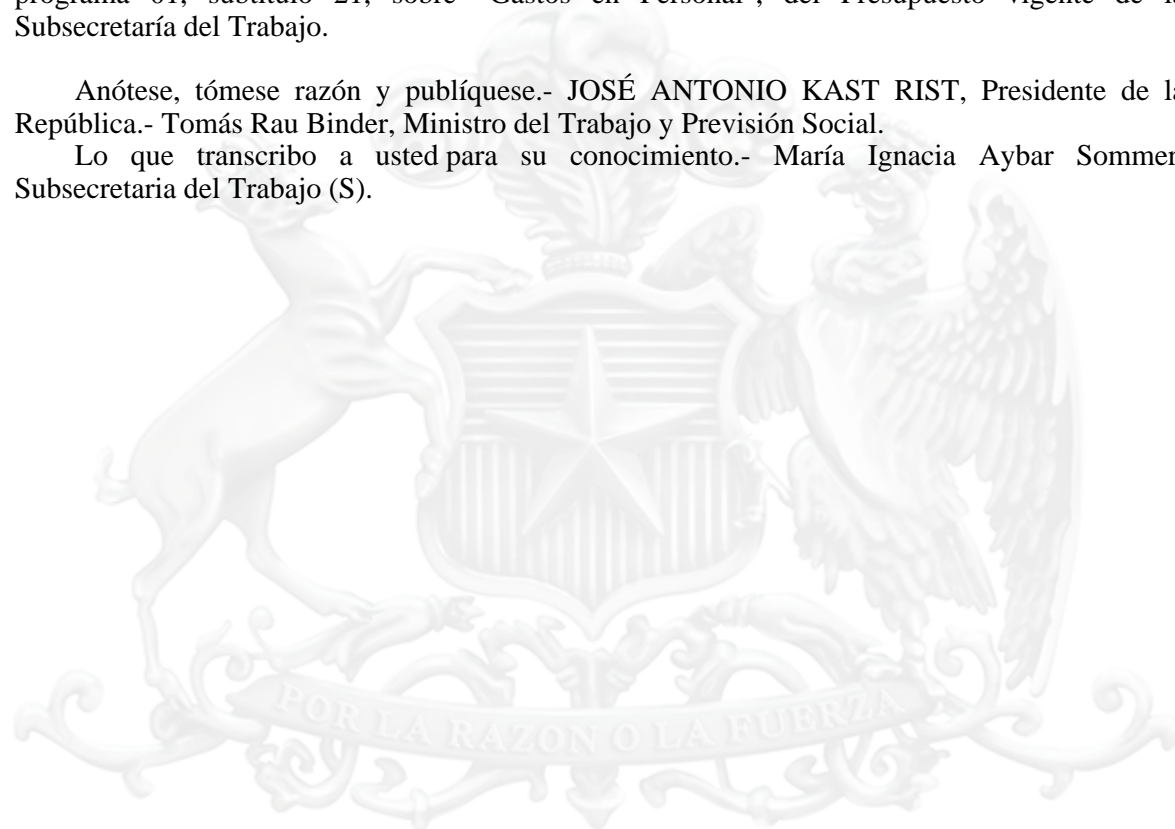 programa 01, subtítulo 21, sobre "Gastos en Personal", del Presupuesto vigente de
Subsecretaría del Trabajo.
Anótese, tómese razón y publíquese.- JOSÉ ANTONIO KAST RIST, Presidente de
República.- Tomás Rau Binder, Ministro del Trabajo y Previsión Social.
Lo que transcribo a usted para su conocimiento.- María Ignacia Aybar Sommer
Subsecretaria del Trabajo (S).
POR LA RAZON O LA FUERZA